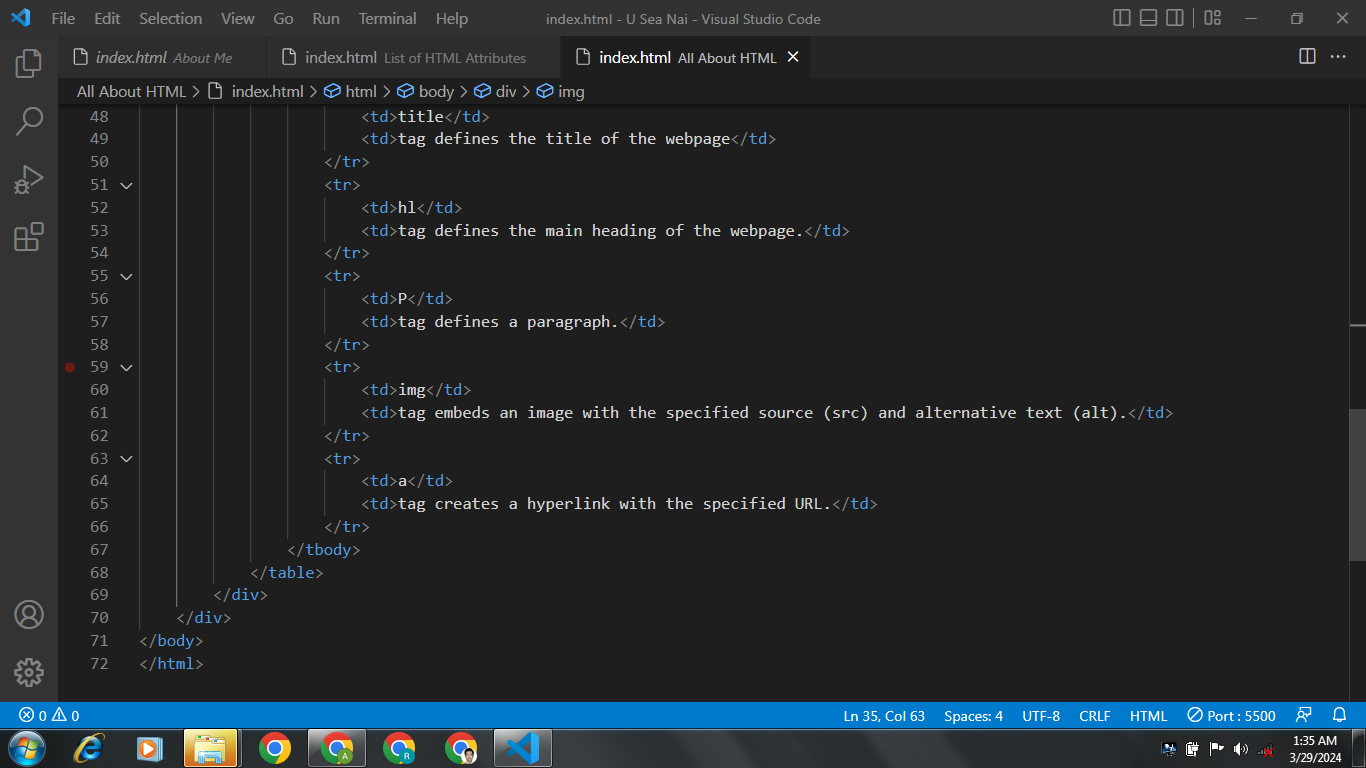 File Edit Selection View Go Run Terminal Help index.html - U Sea Nai - Visual Studio Code
index.html About Me index.html List of HTML Attributes index.html All About HTML
All About HTML > index.html > html > body > div > img
48 <td>title</td>
49 <td>tag defines the title of the webpage</td>
50 </tr>
51 <tr>
52 <td>hl</td>
53 <td>tag defines the main heading of the webpage.</td>
54 </tr>
55 <tr>
56 <td>P</td>
57 <td>tag defines a paragraph.</td>
58 </tr>
59 <tr>
60 <td>img</td>
61 <td>tag embeds an image with the specified source (src) and alternative text (alt).</td>
62 </tr>
63 <tr>
64 <td>a</td>
65 <td>tag creates a hyperlink with the specified URL.</td>
66 </tr>
67 </tbody>
68 </table>
69 </div>
70 </div>
71 </body>
72 </html>
0 0 Ln 35, Col 63 Spaces: 4 UTF-8 CRLF HTML Port : 5500
A R 1:35 AM
3/29/2024